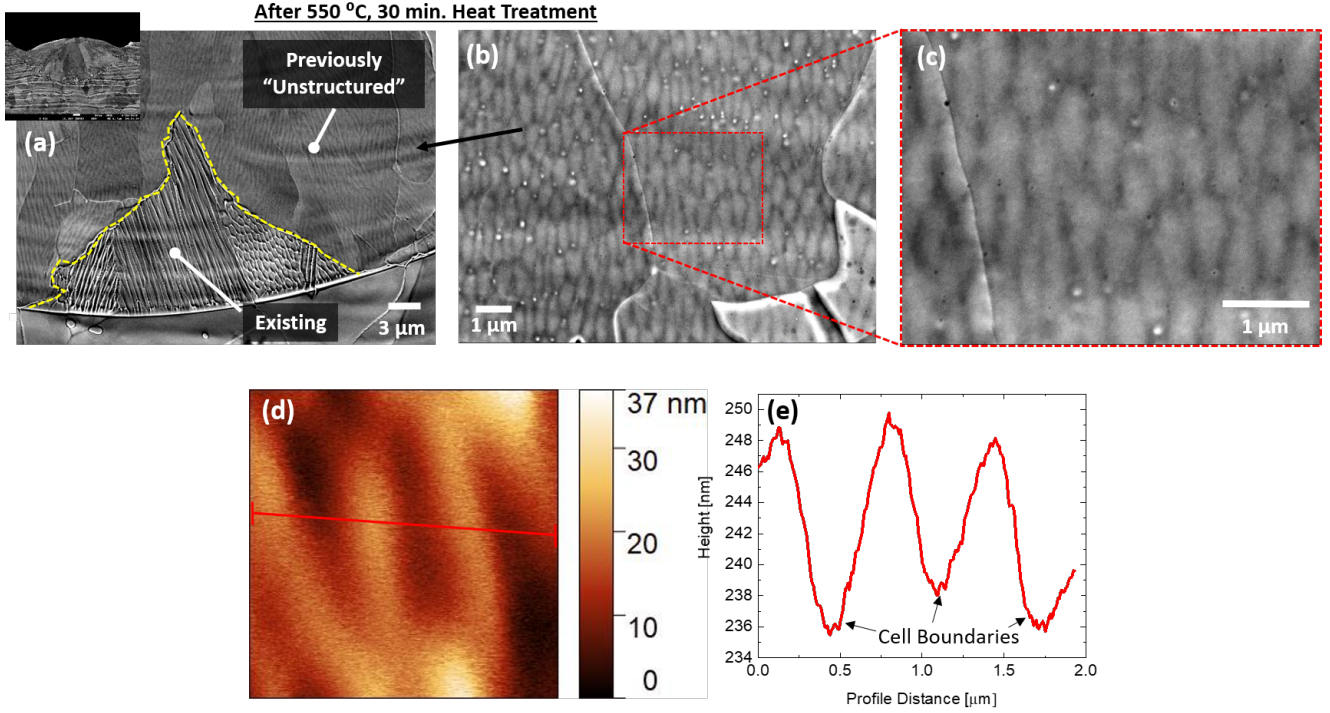 After 550 °C, 30 min. Heat Treatment
(a)
Previously
"Unstructured"
Existing
3 μm
(b)
1 μm
(c)
1 μm
(d)
37 nm
30
20
10
0
(e)
250
248
246
244
242
240
238
236
234
Height [nm]
Cell Boundaries
0.0 0.5 1.0 1.5 2.0
Profile Distance [μm]